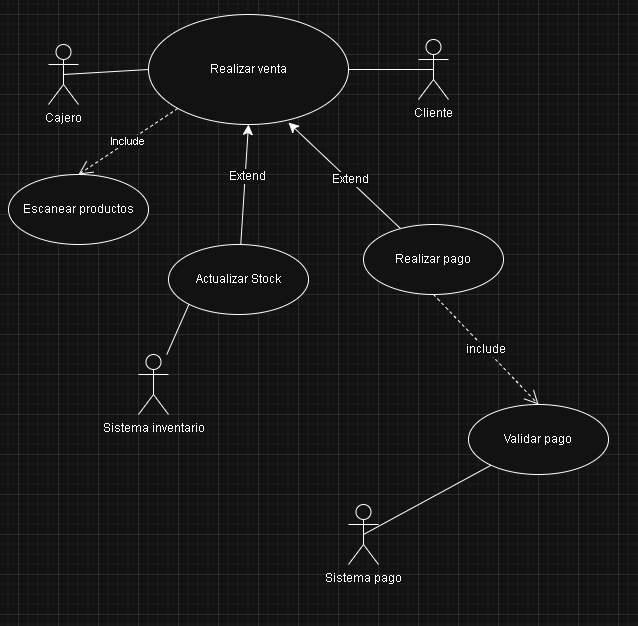 Realizar venta
Cajero
Cliente
Include
Extend
Extend
Escanear productos
Realizar pago
Actualizar Stock
include
Sistema inventario
Validar pago
Sistema pago